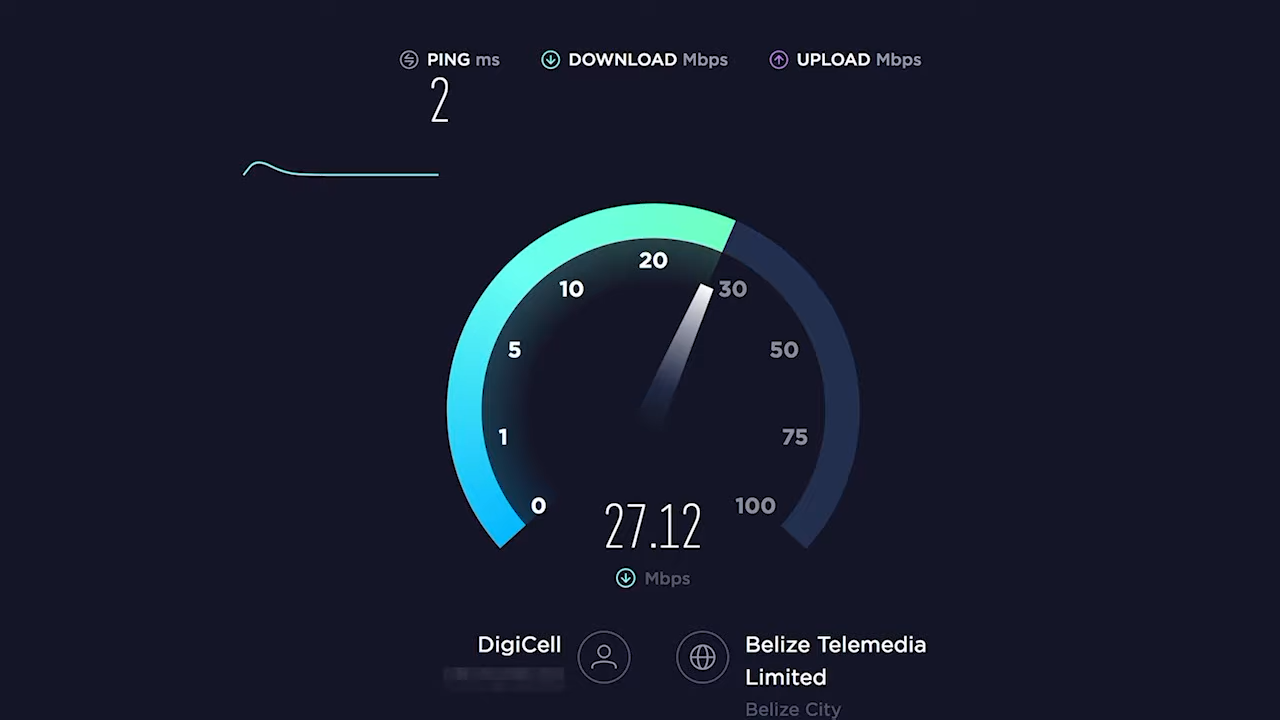 PING ms
DOWNLOAD Mbps
UPLOAD Mbps
2
20
10
30
5
50
1
75
0
100
27.12
Mbps
DigiCell
Belize Telemedia
Limited
Belize City